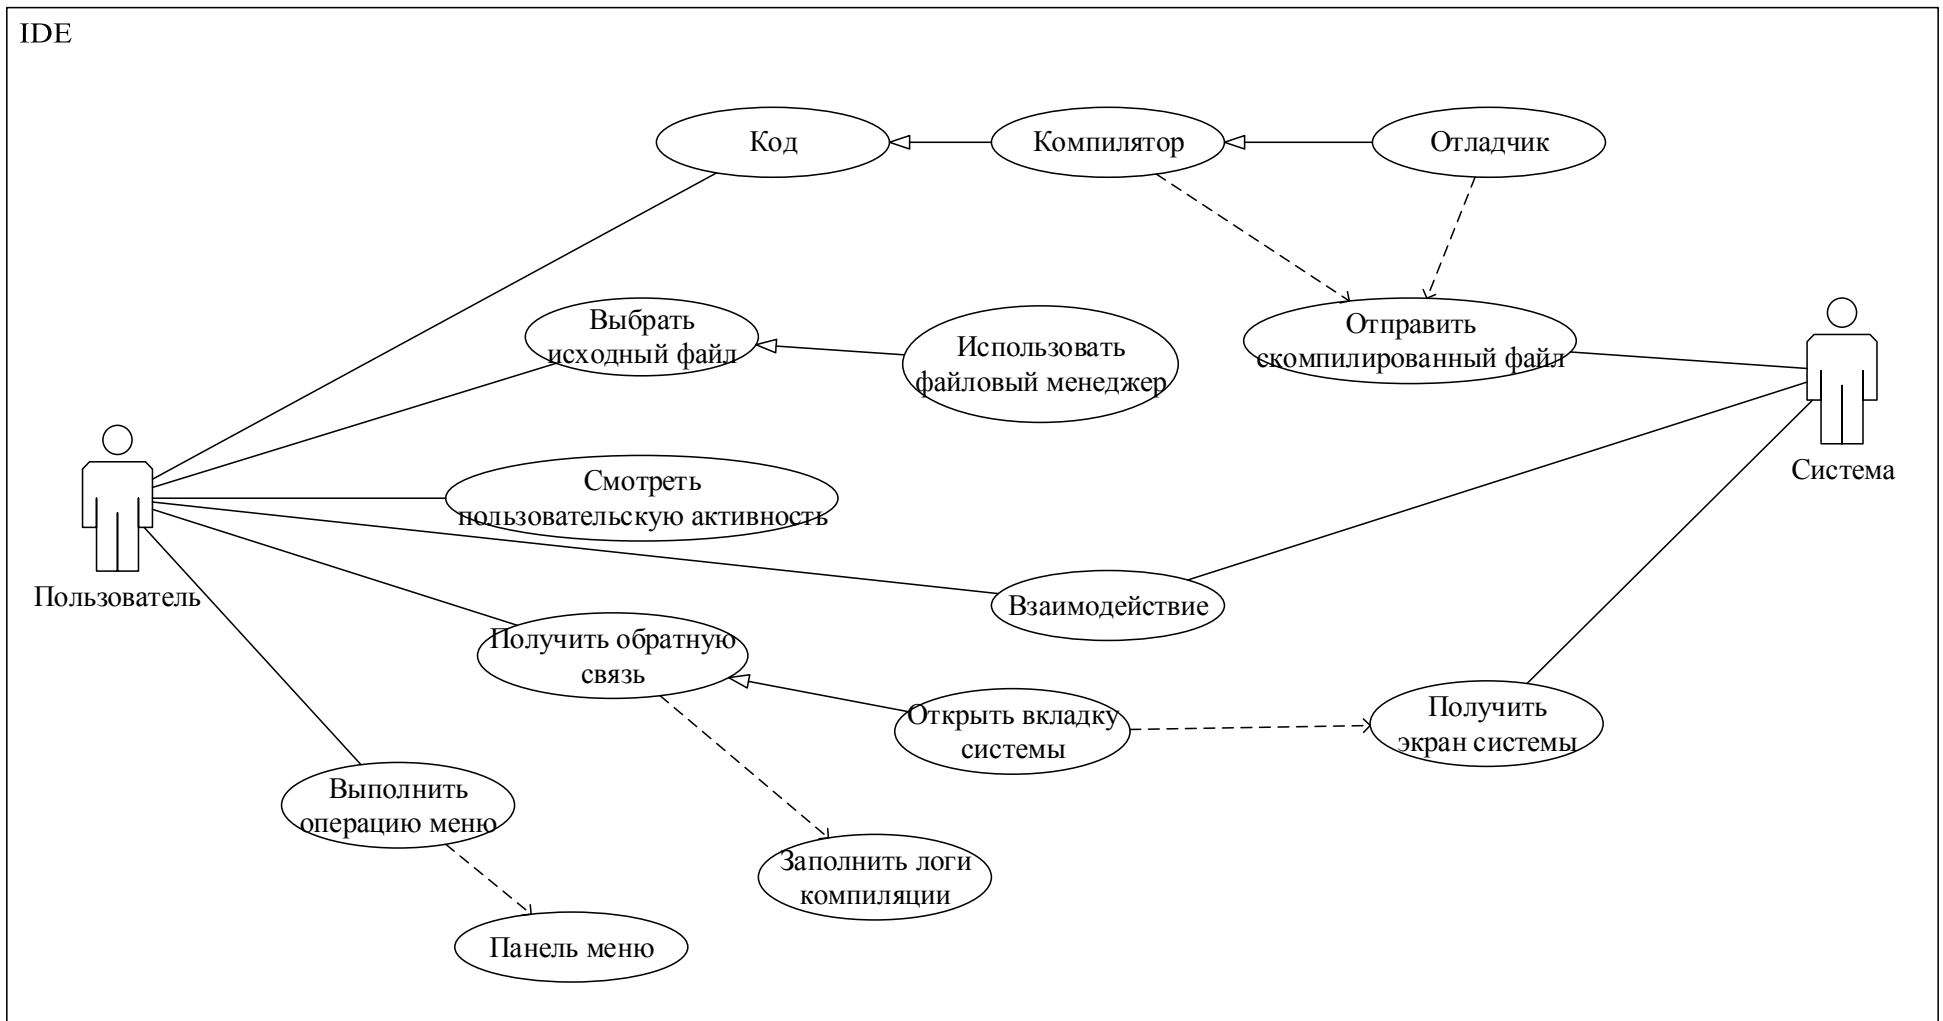 IDE
Код
Компилятор
Отладчик
Выбрать
исходный файл
Использовать
файловый менеджер
Отправить
скомпилированный файл
Система
Смотреть
пользовательскую активность
Пользователь
Взаимодействие
Получить обратную
связь
Открыть вкладку
системы
Получить
экран системы
Выполнить
операцию меню
Заполнить логи
компиляции
Панель меню